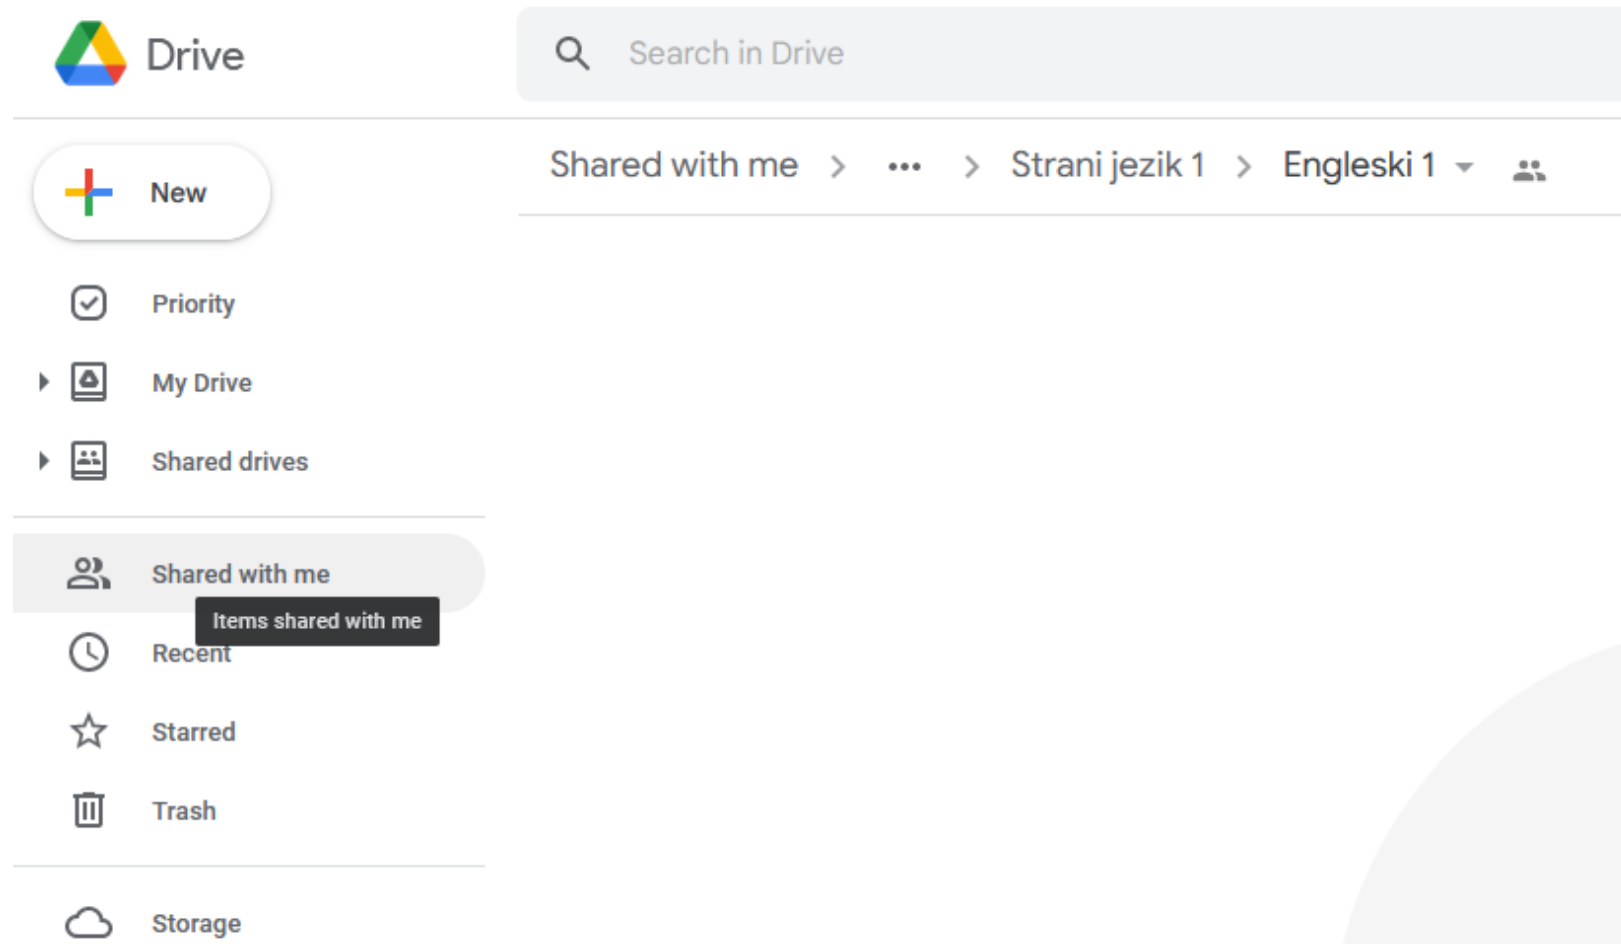 Drive
Search in Drive
Shared with me > ••• > Strani jezik 1 > Engleski 1
New
Priority
My Drive
Shared drives
Shared with me
Items shared with me
Recent
Starred
Trash
Storage